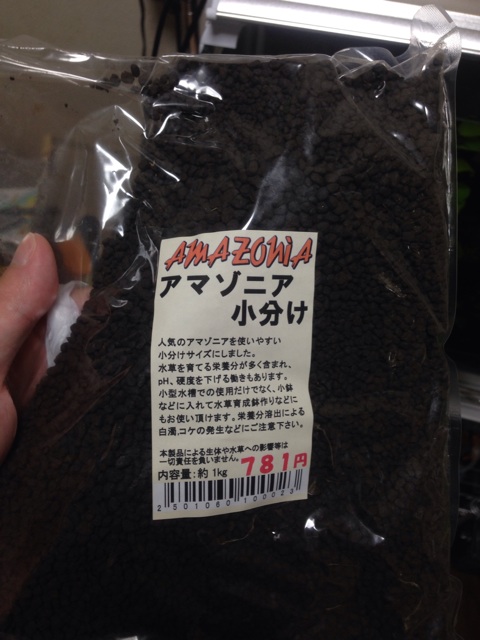 AMAZONIA
アマゾニア
小分け
人気のアマゾニアを使いやすい
小分けサイズにしました。
水草を育てる栄養分が多く含まれ、
pH、硬度を下げる働きもあります。
小型水槽での使用だけでなく、小鉢
などに入れて水草育成鉢作りなどに
もお使い頂けます。栄養分溶出による
白濁,コケの発生などにご注意下さい。
本製品による生体や水草への影響等は
一切責任を負いません。
781円
内容量:約1kg
2501060100023